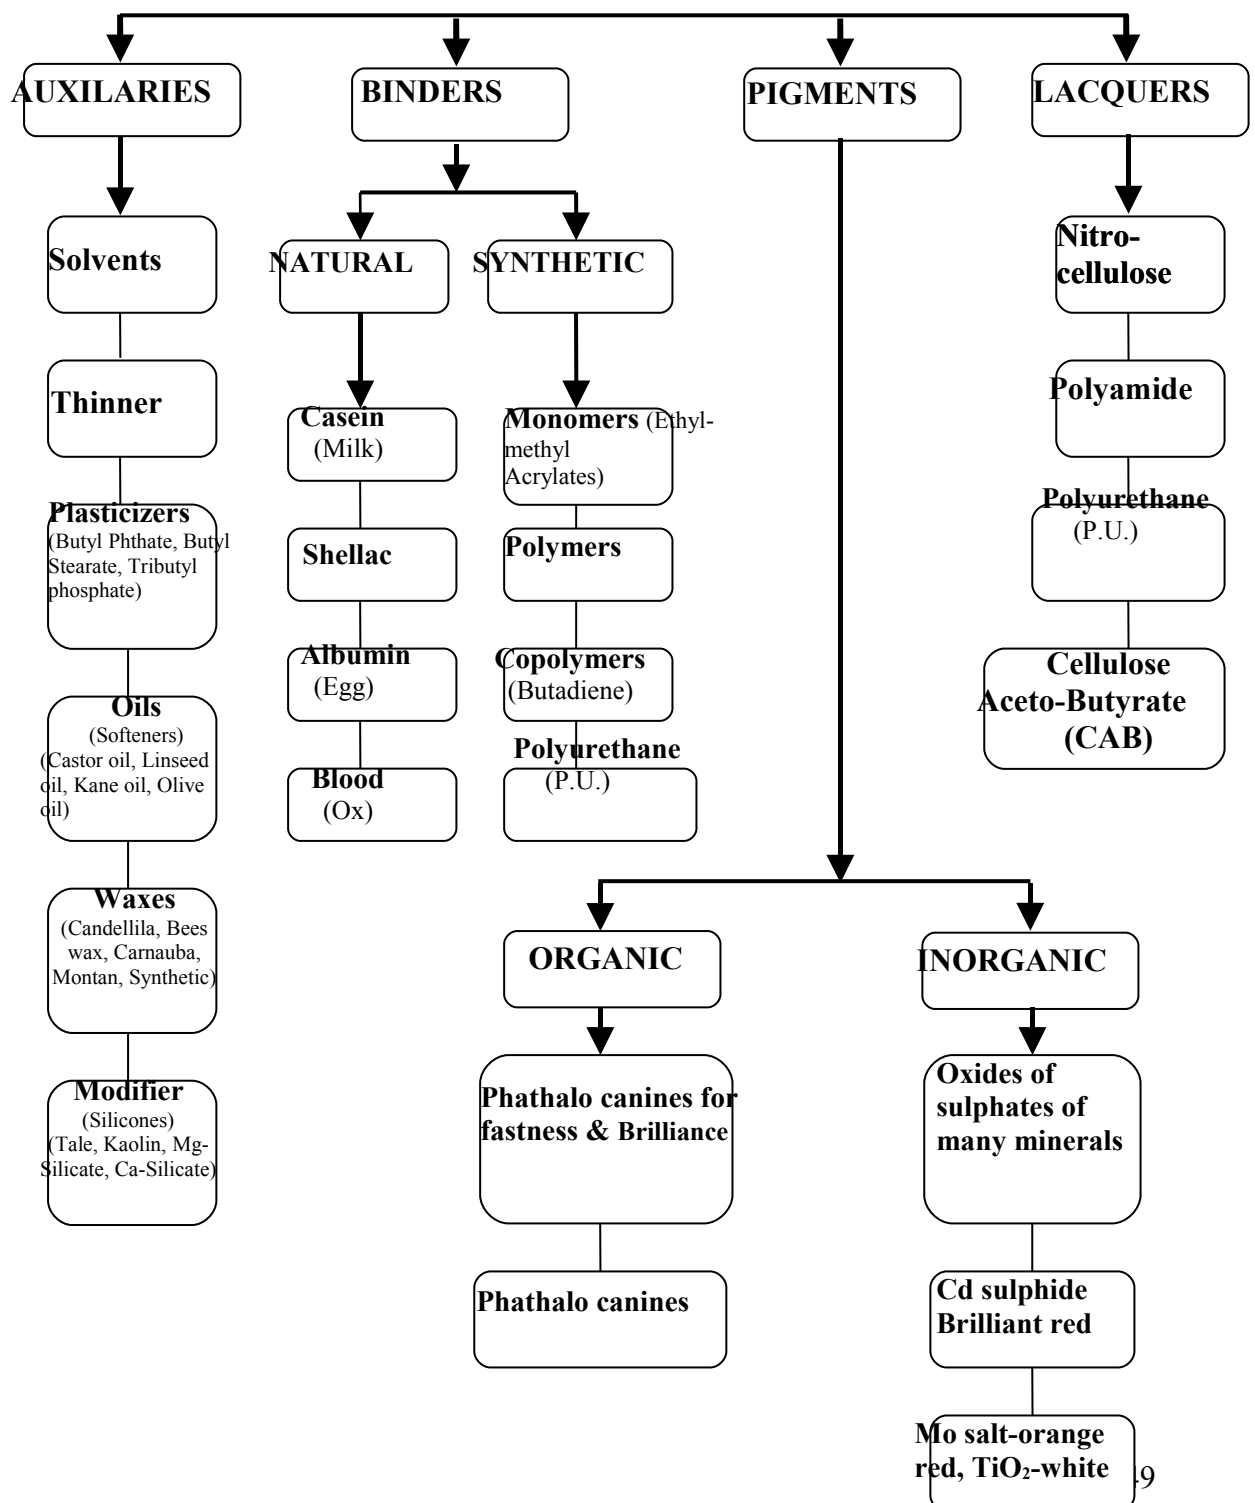 AUXILARIES
BINDERS
PIGMENTS
LACQUERS
Solvents
Thinner
Plasticizers
(Butyl Phthate, Butyl
Stearate, Tributyl
phosphate)
Oils
(Softeners)
(Castor oil, Linseed
oil, Kane oil, Olive
oil)
Waxes
(Candellila, Bees
wax, Carnauba,
Montan, Synthetic)
Modifier
(Silicones)
(Tale, Kaolin, Mg-
Silicate, Ca-Silicate)
NATURAL
Casein
(Milk)
Shellac
Albumin
(Egg)
Blood
(Ox)
SYNTHETIC
Monomers (Ethyl-
methyl
Acrylates)
Polymers
Copolymers
(Butadiene)
Polyurethane
(P.U.)
ORGANIC
Phathalo canines for
fastness & Brilliance
Phathalo canines
INORGANIC
Oxides of
sulphates of
many minerals
Cd sulphide
Brilliant red
Mo salt-orange
red, TiO₂-white
Nitro-
cellulose
Polyamide
Polyurethane
(P.U.)
Cellulose
Aceto-Butyrate
(CAB)